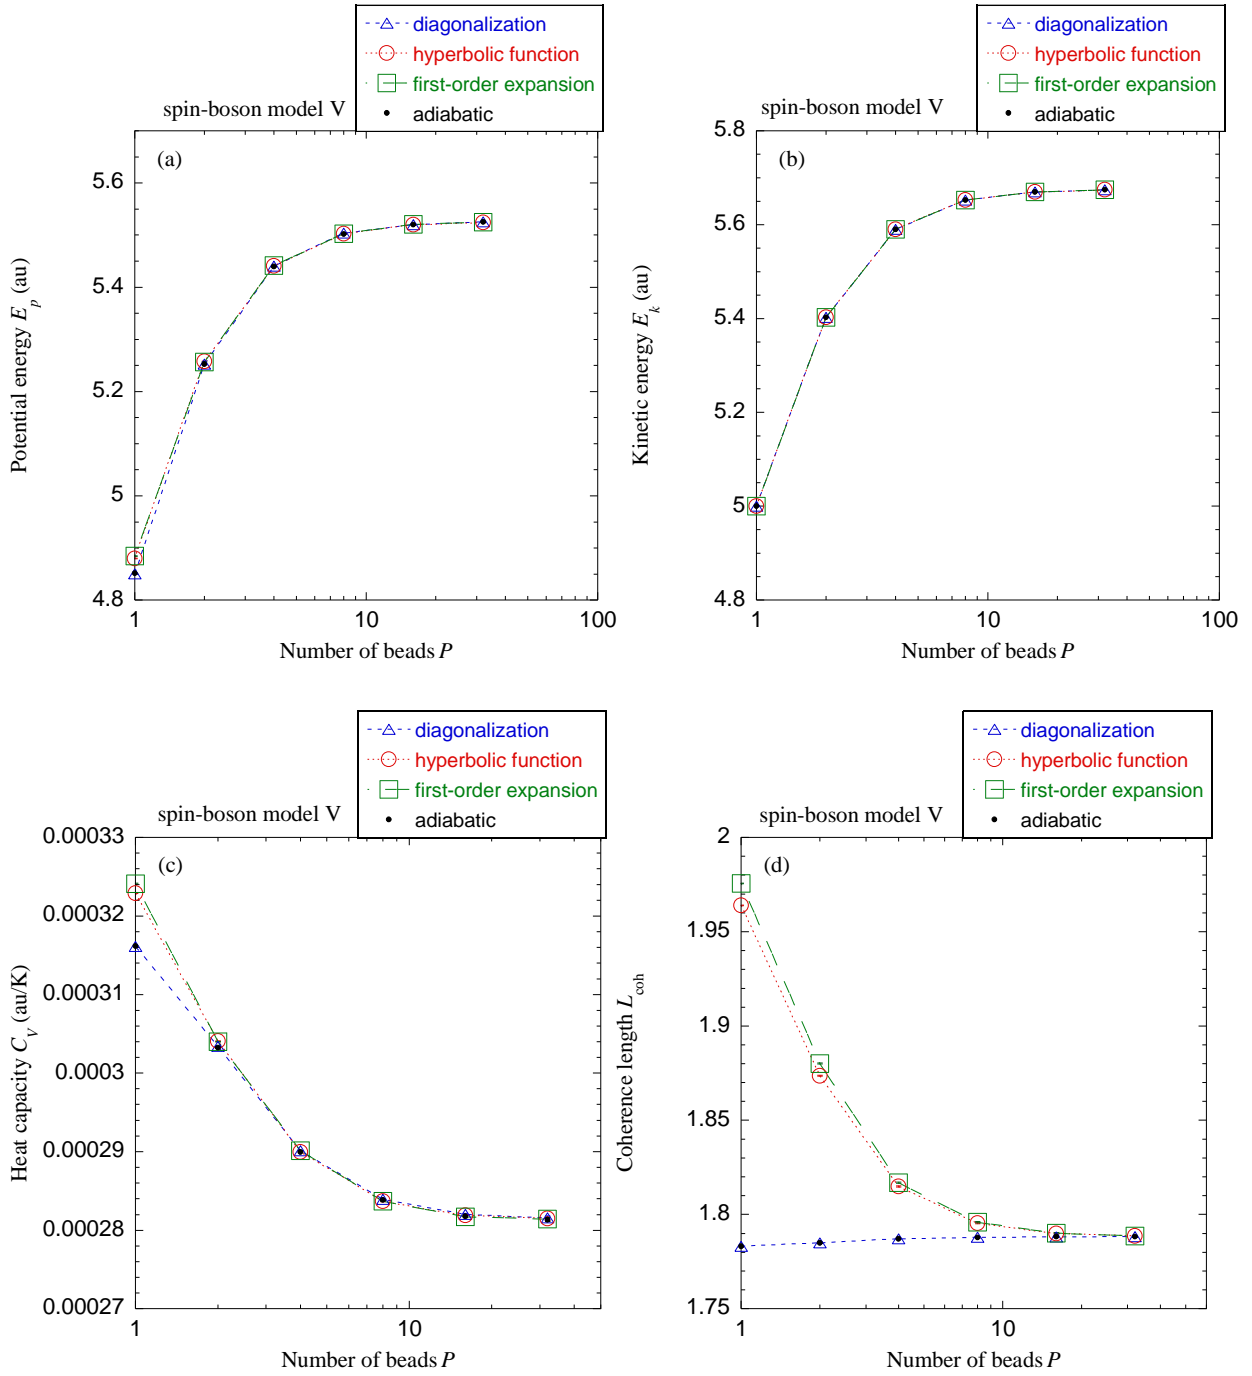 diagonalization
hyperbolic function
first-order expansion
adiabatic
spin-boson model V
(a)
5.6
5.4
5.2
5
4.8
1
10
100
Potential energy E_p (au)
Number of beads P
diagonalization
hyperbolic function
first-order expansion
adiabatic
spin-boson model V
(b)
5.8
5.6
5.4
5.2
5
4.8
1
10
100
Kinetic energy E_k (au)
Number of beads P
diagonalization
hyperbolic function
first-order expansion
adiabatic
spin-boson model V
(c)
0.00033
0.00032
0.00031
0.0003
0.00029
0.00028
0.00027
1
10
Heat capacity C_V (au/K)
Number of beads P
diagonalization
hyperbolic function
first-order expansion
adiabatic
spin-boson model V
(d)
2
1.95
1.9
1.85
1.8
1.75
1
10
Coherence length L_coh
Number of beads P